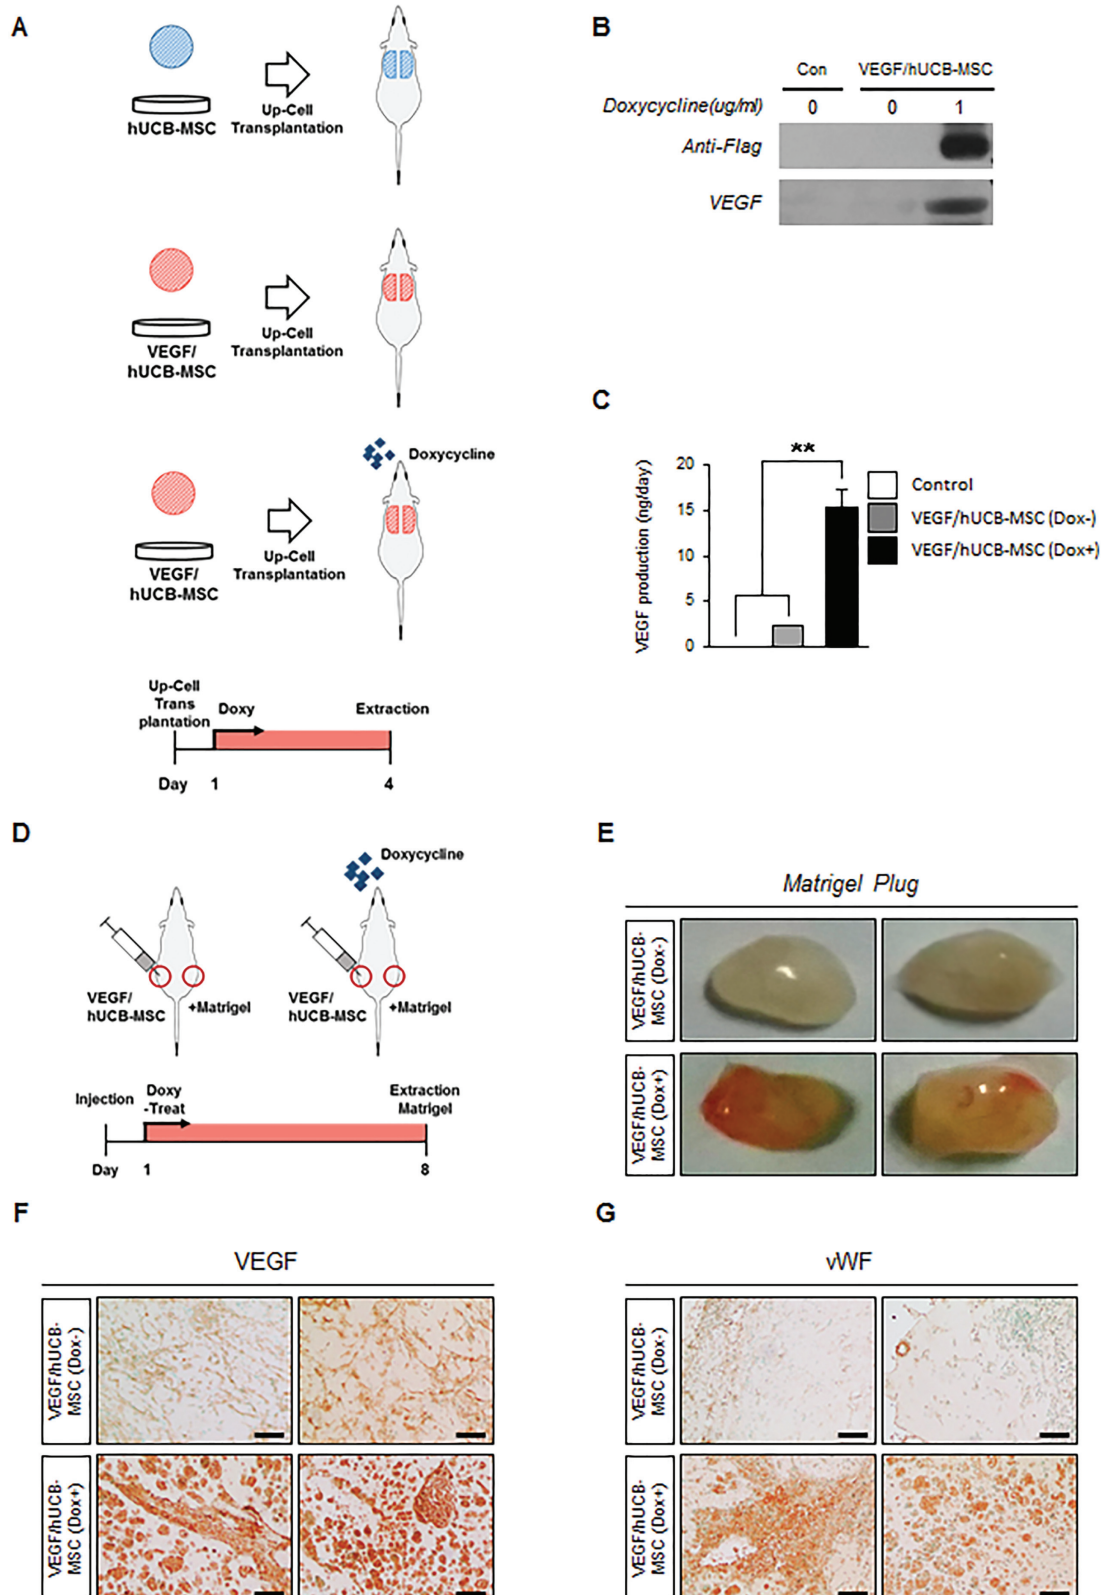 A
hUCB-MSC
Up-Cell
Transplantation
VEGF/
hUCB-MSC
Up-Cell
Transplantation
Doxycycline
VEGF/
hUCB-MSC
Up-Cell
Transplantation
Up-Cell
Trans
plantation
Doxy
Extraction
Day 1 4
B
Con VEGF/hUCB-MSC
Doxycycline(ug/ml) 0 0 1
Anti-Flag
VEGF
C
VEGF production (ng/day)
20
15
10
5
0
**
Control
VEGF/hUCB-MSC (Dox-)
VEGF/hUCB-MSC (Dox+)
D
Doxycycline
VEGF/
hUCB-MSC
+Matrigel
VEGF/
hUCB-MSC
+Matrigel
Injection
Doxy
-Treat
Extraction
Matrigel
Day 1 8
E
Matrigel Plug
VEGF/hUCB-
MSC (Dox-)
VEGF/hUCB-
MSC (Dox+)
F
VEGF
VEGF/hUCB-
MSC (Dox-)
VEGF/hUCB-
MSC (Dox+)
G
vWF
VEGF/hUCB-
MSC (Dox-)
VEGF/hUCB-
MSC (Dox+)